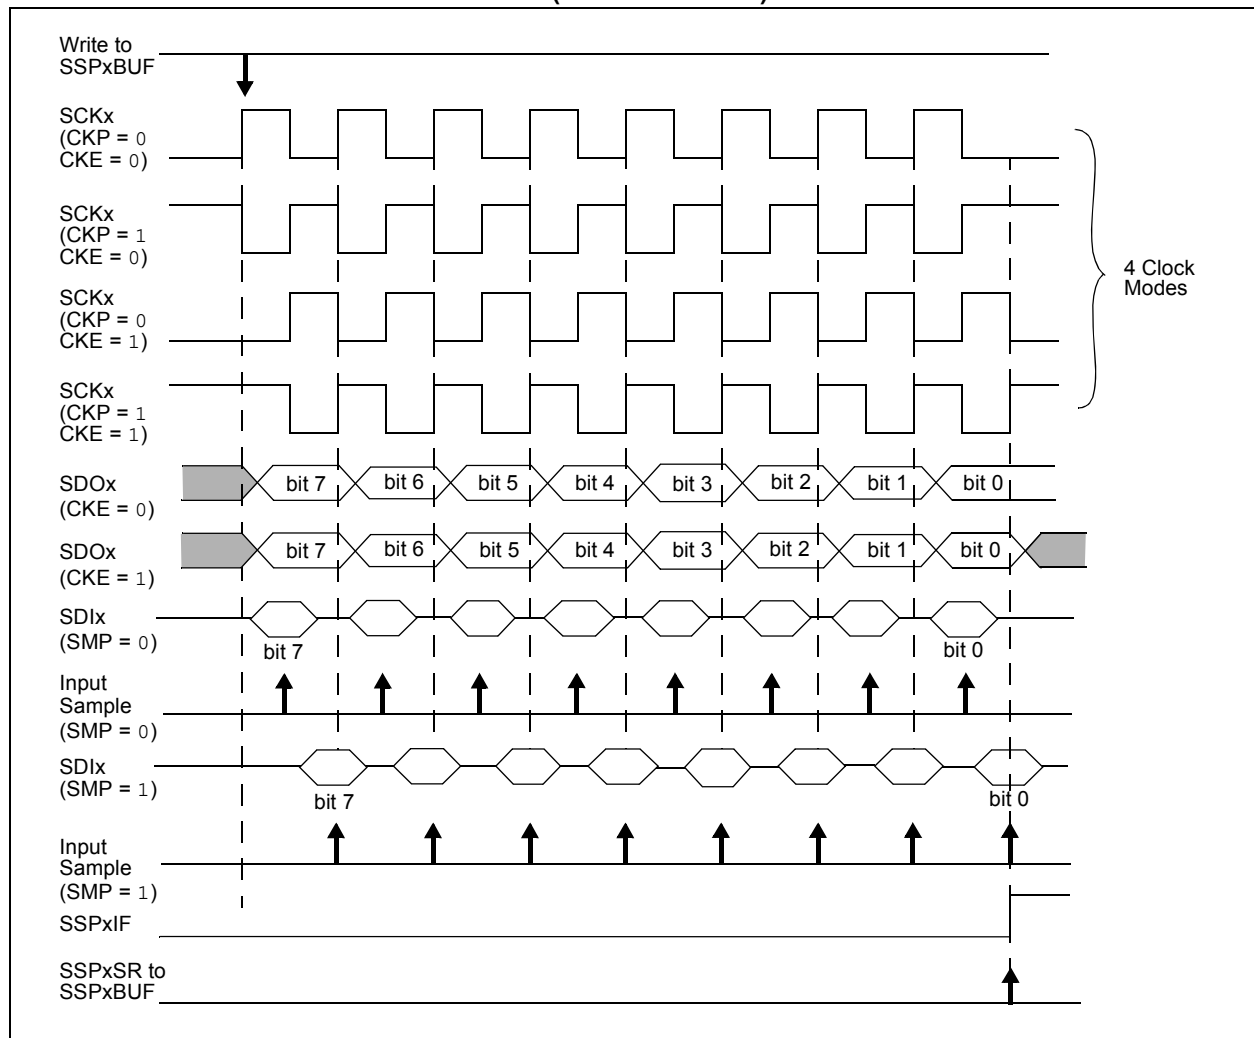 Write to
SSPxBUF
SCKx
(CKP = 0
CKE = 0)
SCKx
(CKP = 1
CKE = 0)
4 Clock
Modes
SCKx
(CKP = 0
CKE = 1)
SCKx
(CKP = 1
CKE = 1)
SDOx
(CKE = 0)
bit 7 bit 6 bit 5 bit 4 bit 3 bit 2 bit 1 bit 0
SDOx
(CKE = 1)
bit 7 bit 6 bit 5 bit 4 bit 3 bit 2 bit 1 bit 0
SDIx
(SMP = 0)
bit 7 bit 0
Input
Sample
(SMP = 0)
SDIx
(SMP = 1)
bit 7 bit 0
Input
Sample
(SMP = 1)
SSPxIF
SSPxSR to
SSPxBUF